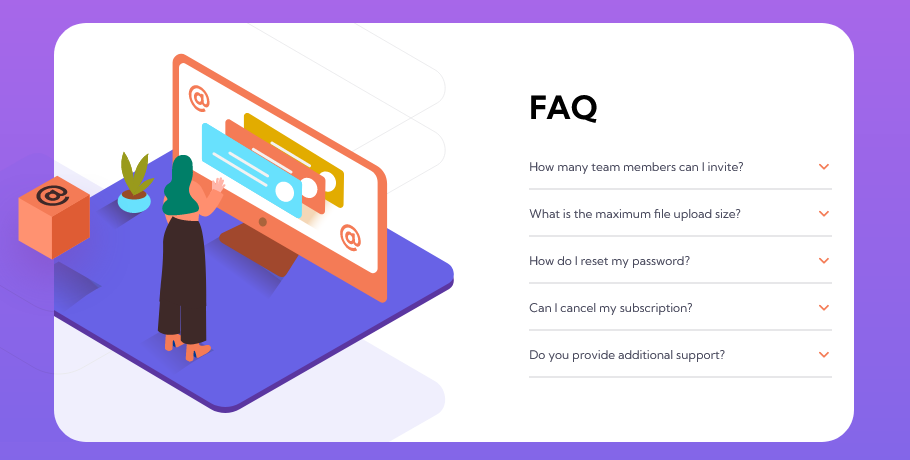 @
@
@
FAQ
How many team members can I invite?
What is the maximum file upload size?
How do I reset my password?
Can I cancel my subscription?
Do you provide additional support?